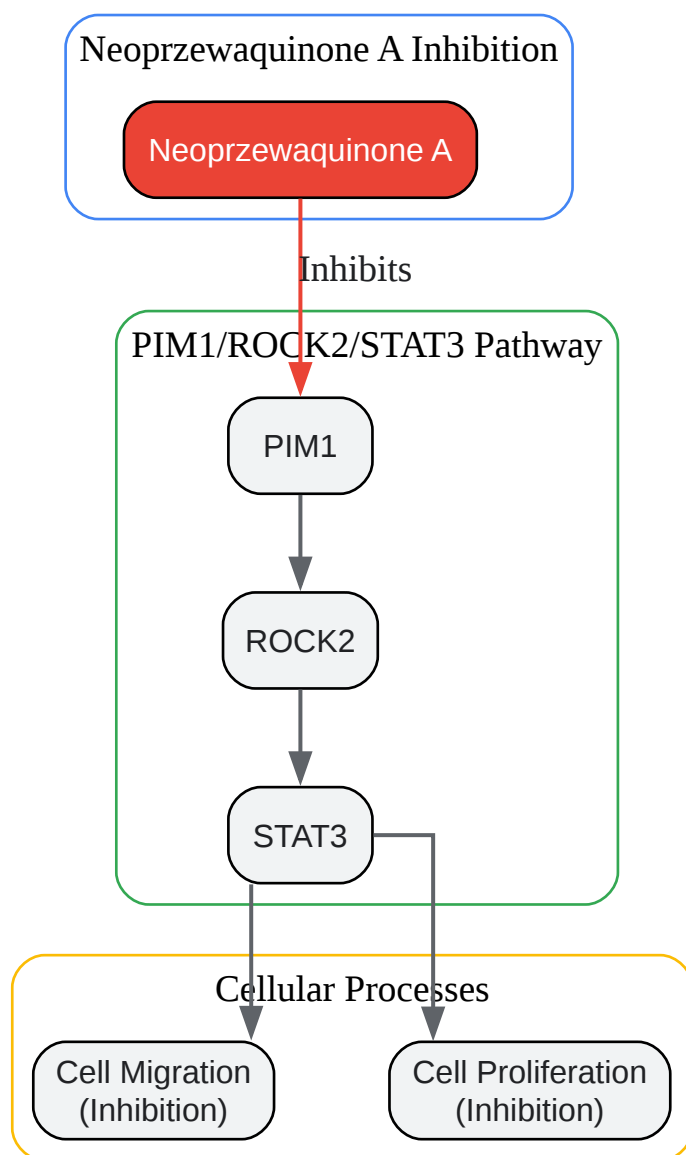 Neoprzewaquinone A Inhibition
Neoprzewaquinone A
Inhibits
PIM1/ROCK2/STAT3 Pathway
PIM1
ROCK2
STAT3
Cellular Processes
Cell Migration
(Inhibition)
Cell Proliferation
(Inhibition)